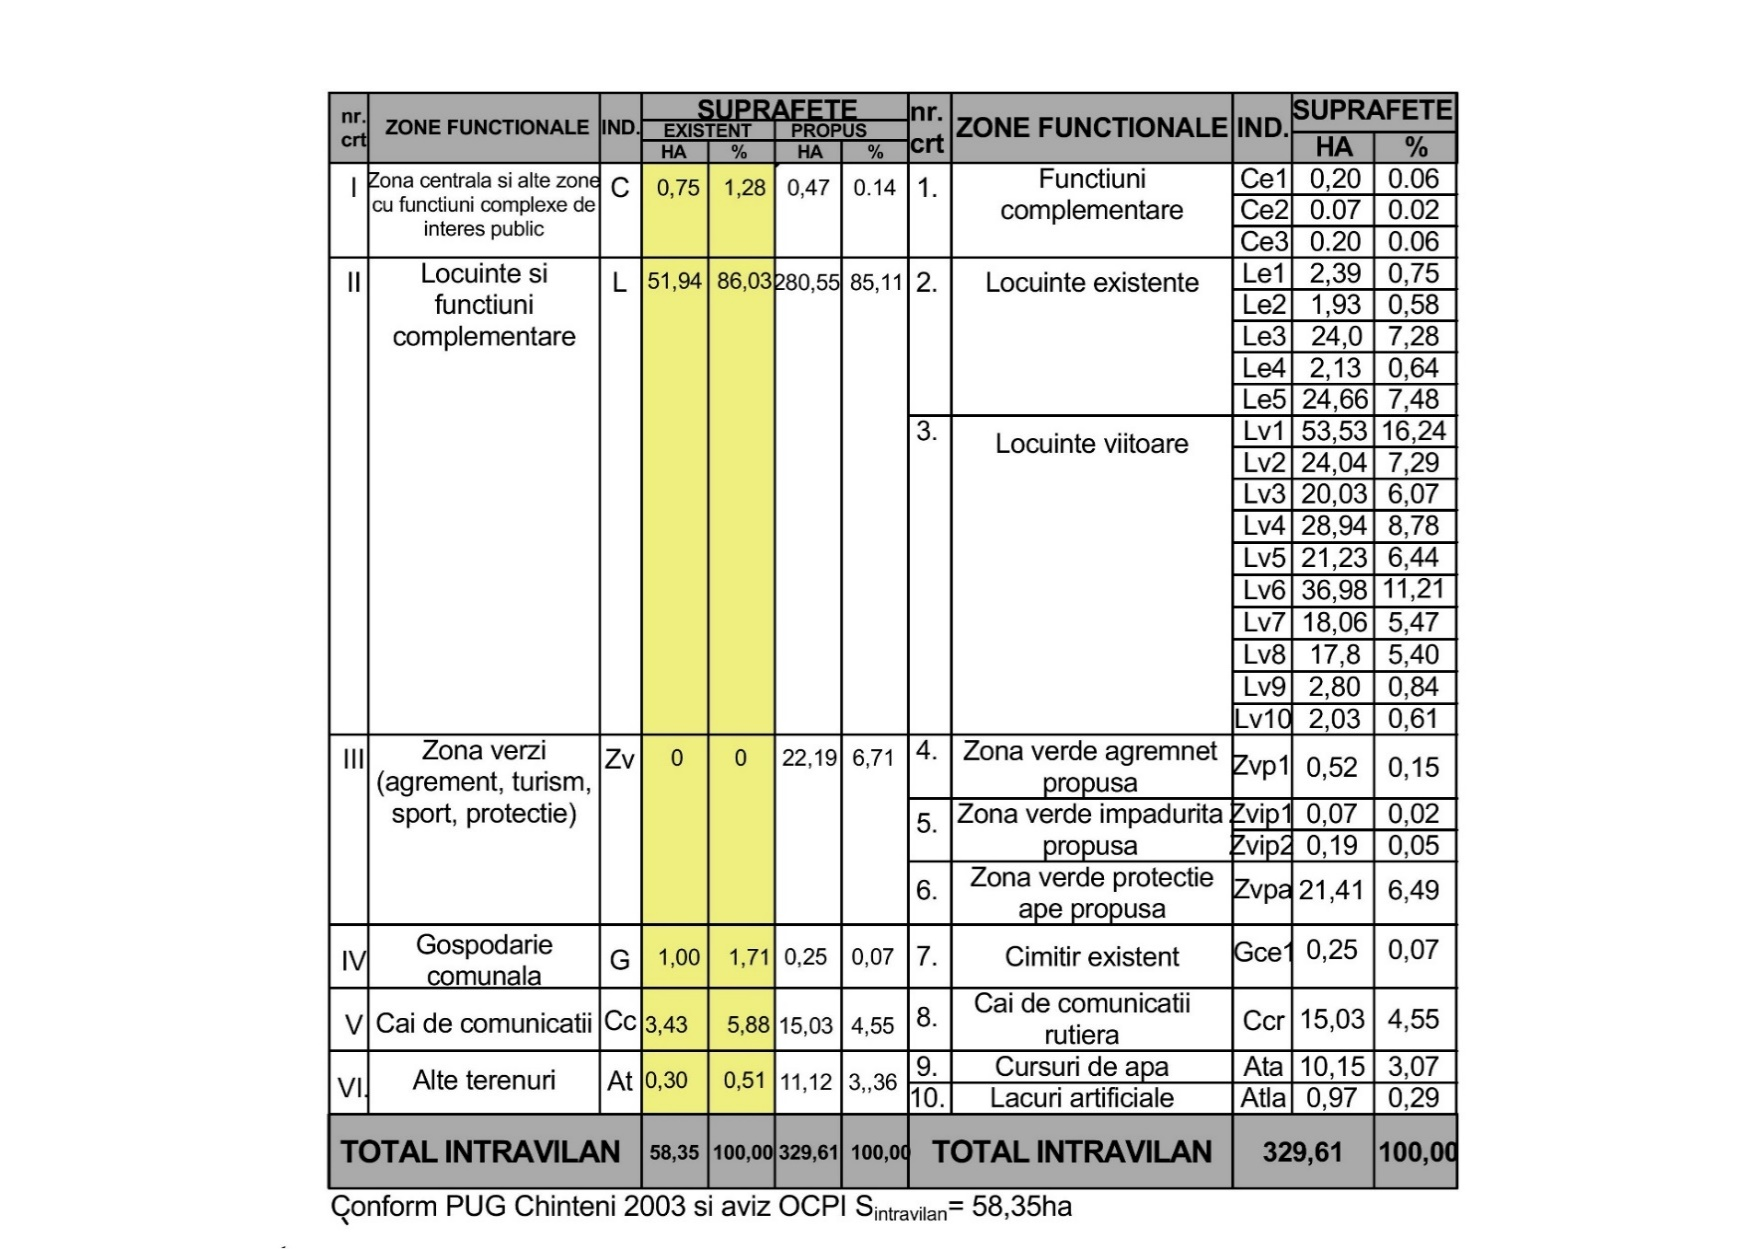 nr. crt ZONE FUNCTIONALE IND. SUPRAFETE nr. crt ZONE FUNCTIONALE IND. SUPRAFETE
EXISTENT PROPUS
HA % HA % HA %
I Zona centrala si alte zone C 0,75 1,28 0,47 0.14 1. Functiuni Ce1 0,20 0.06
cu functiuni complexe de complementare Ce2 0.07 0.02
interes public Ce3 0.20 0.06
II Locuinte si L 51,94 86,03 280,55 85,11 2. Locuinte existente Le1 2,39 0,75
functiuni Le2 1,93 0,58
complementare Le3 24,0 7,28
Le4 2,13 0,64
Le5 24,66 7,48
3. Locuinte viitoare Lv1 53,53 16,24
Lv2 24,04 7,29
Lv3 20,03 6,07
Lv4 28,94 8,78
Lv5 21,23 6,44
Lv6 36,98 11,21
Lv7 18,06 5,47
Lv8 17,8 5,40
Lv9 2,80 0,84
Lv10 2,03 0,61
III Zona verzi Zv 0 0 22,19 6,71 4. Zona verde agremnet Zvp1 0,52 0,15
(agrement, turism, propusa
sport, protectie) 5. Zona verde impadurita Zvip1 0,07 0,02
propusa Zvip2 0,19 0,05
6. Zona verde protectie Zvpa 21,41 6,49
ape propusa
IV Gospodarie G 1,00 1,71 0,25 0,07 7. Cimitir existent Gce1 0,25 0,07
comunala
V Cai de comunicatii Cc 3,43 5,88 15,03 4,55 8. Cai de comunicatii Ccr 15,03 4,55
rutiera
VI. Alte terenuri At 0,30 0,51 11,12 3,,36 9. Cursuri de apa Ata 10,15 3,07
10. Lacuri artificiale Atla 0,97 0,29
TOTAL INTRAVILAN 58,35 100,00 329,61 100,00 TOTAL INTRAVILAN 329,61 100,00
Conform PUG Chinteni 2003 si aviz OCPI Sintravilan= 58,35ha